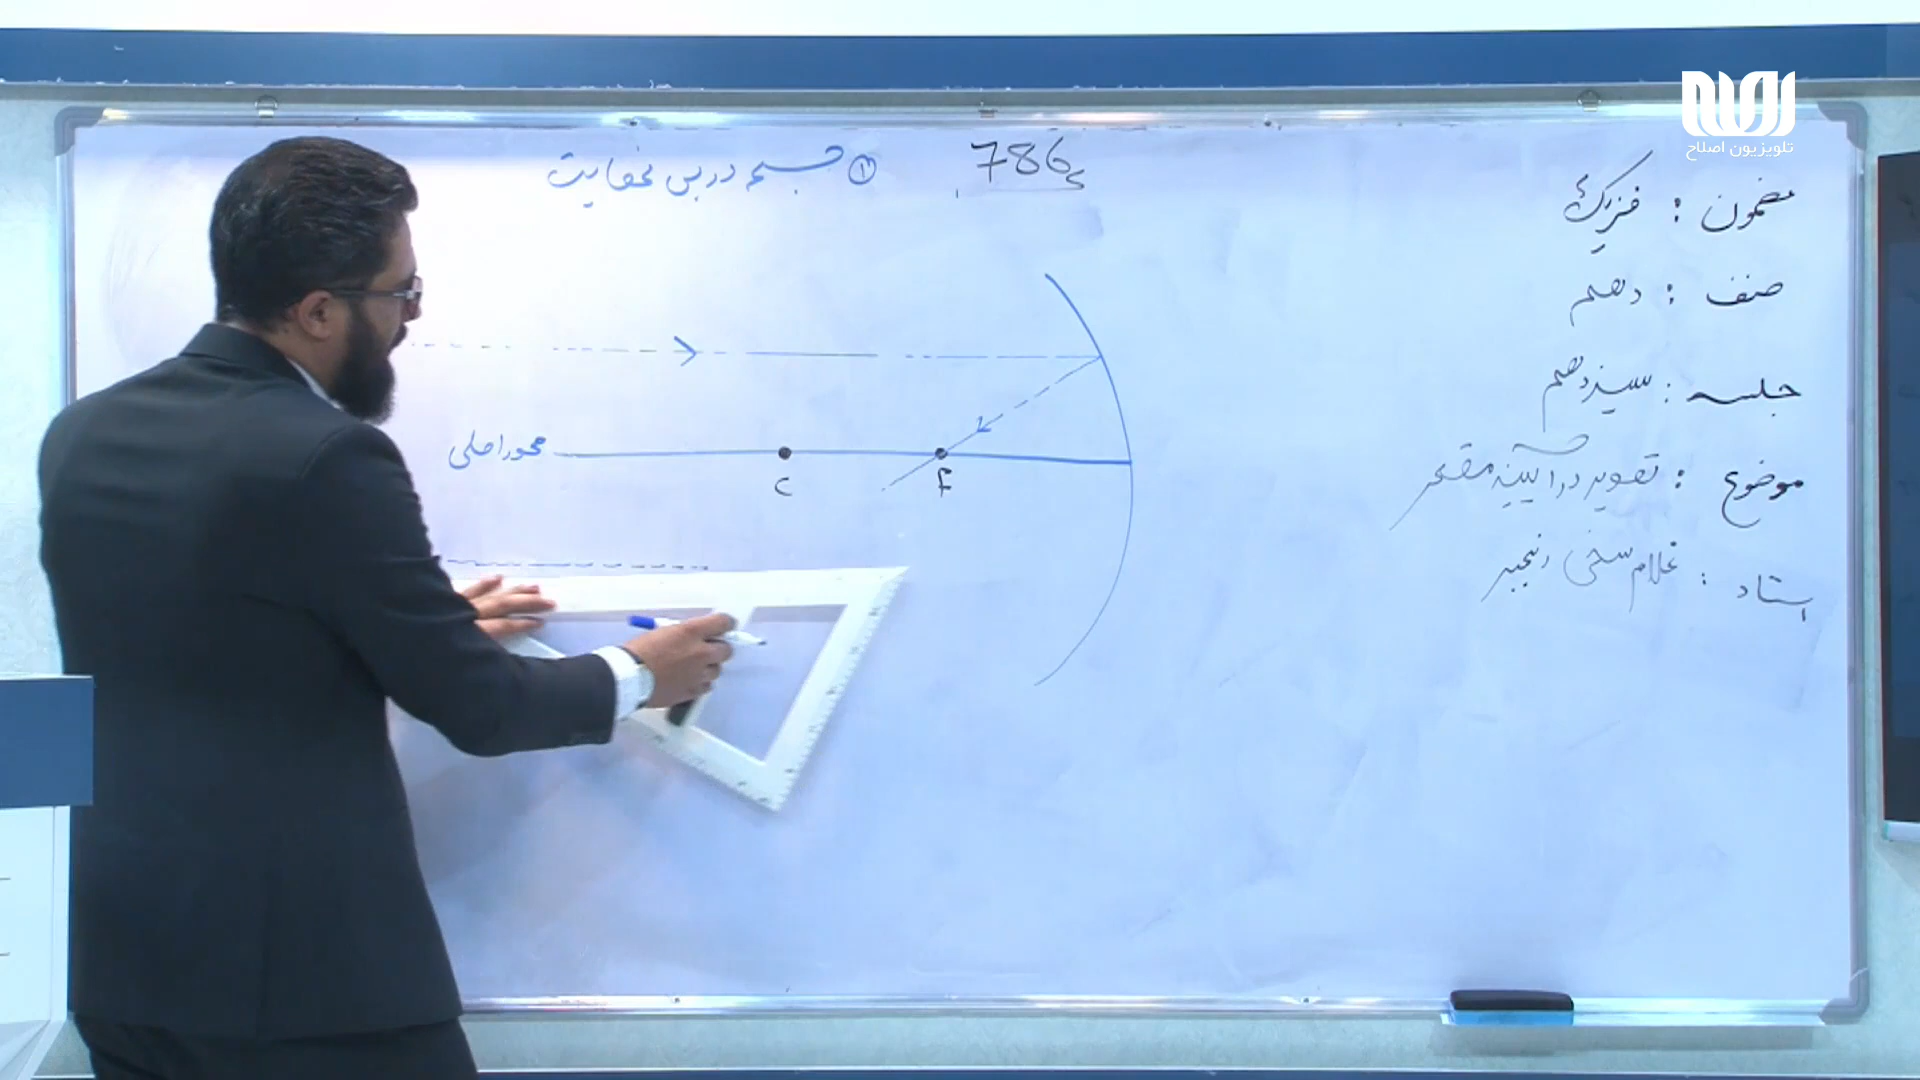 786
① جسم در بی نهایت
محور اصلی
C
F
مضمون : فزیک
صنف : دهم
جلسه : سیزدهم
موضوع : تصویر در آیینه مقعر
استاد : غلام سخی رنجبر
تلویزیون اصلاح